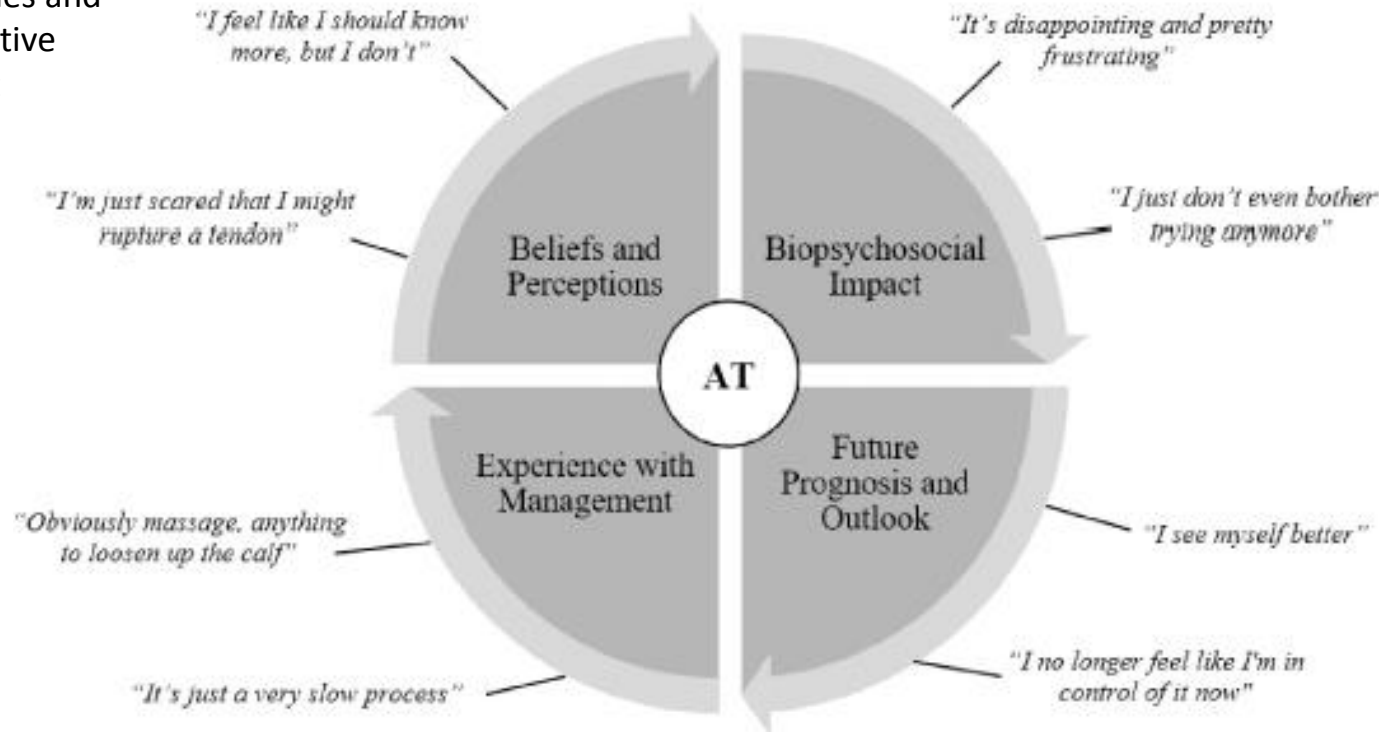 es and
tive
"I feel like I should know
more, but I don't"
"It's disappointing and pretty
frustrating"
"I'm just scared that I might
rupture a tendon"
"I just don't even bother
trying anymore"
Beliefs and
Perceptions
Biopsychosocial
Impact
AT
Experience with
Management
Future
Prognosis and
Outlook
"Obviously massage, anything
to loosen up the calf"
"I see myself better"
"It's just a very slow process"
"I no longer feel like I'm in
control of it now"